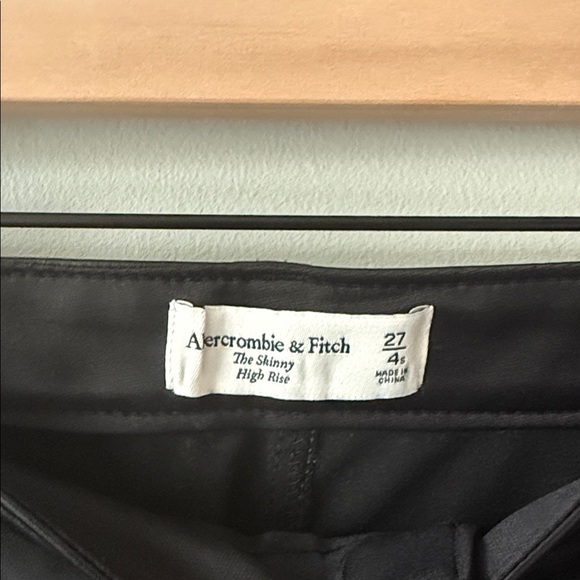 Abercrombie & Fitch
The Skinny
High Rise
27
4s
MADE IN
CHINA